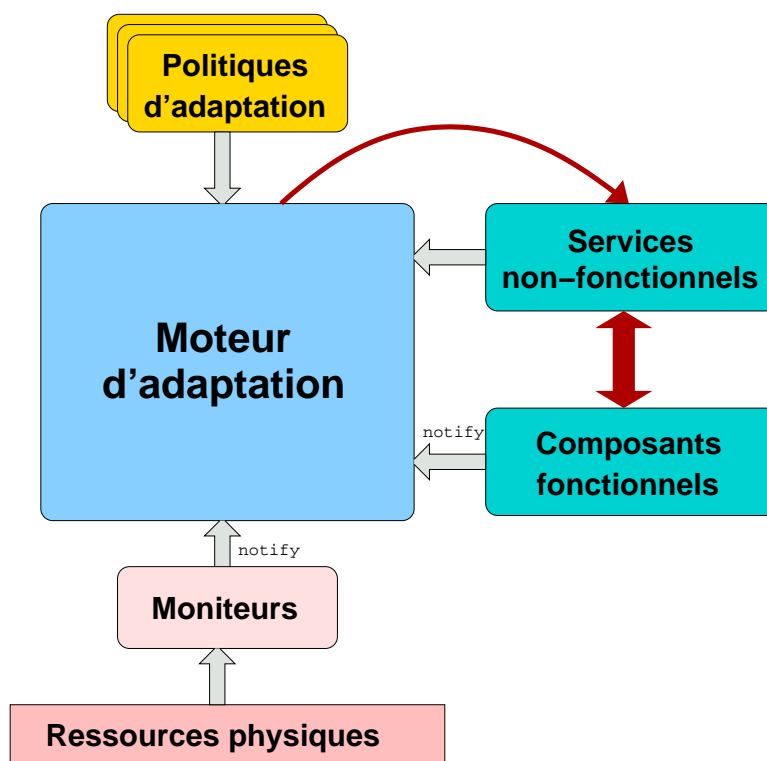 Politiques
d'adaptation
Services
non−fonctionnels
Moteur
d'adaptation
notify
Composants
fonctionnels
notify
Moniteurs
Ressources physiques